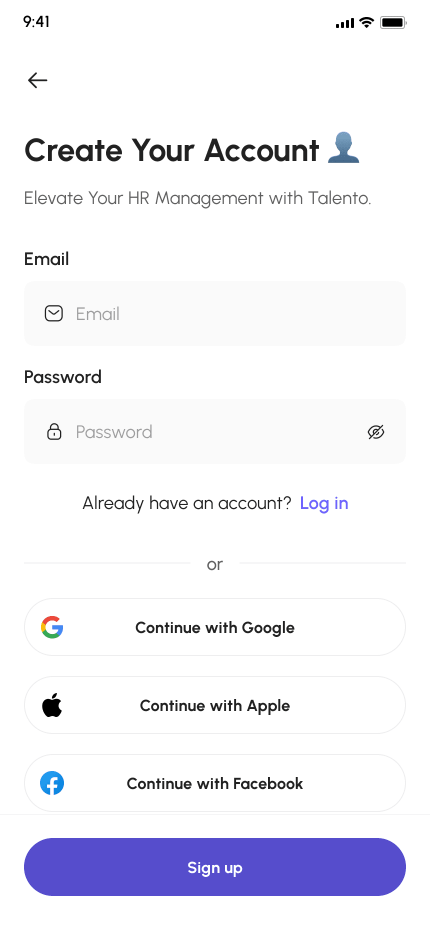 9:41
Create Your Account 👤
Elevate Your HR Management with Talento.
Email
Email
Password
Password
Already have an account? Log in
or
Continue with Google
Continue with Apple
Continue with Facebook
Sign up